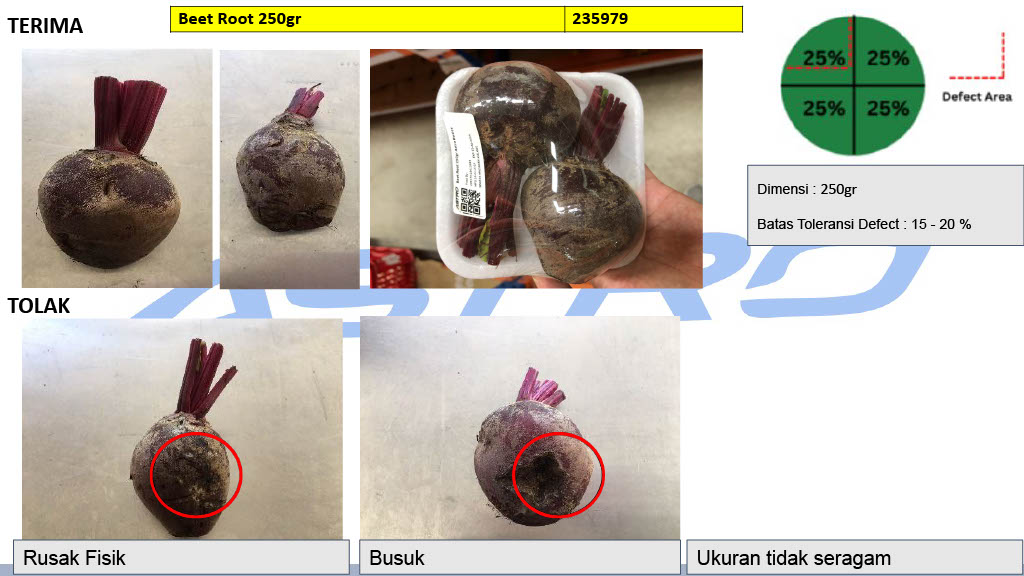 TERIMA
Beet Root 250gr 235979
25% 25%
25% 25%
Defect Area
Dimensi : 250gr
Batas Toleransi Defect : 15 - 20 %
ASTRO
TOLAK
Rusak Fisik
Busuk
Ukuran tidak seragam